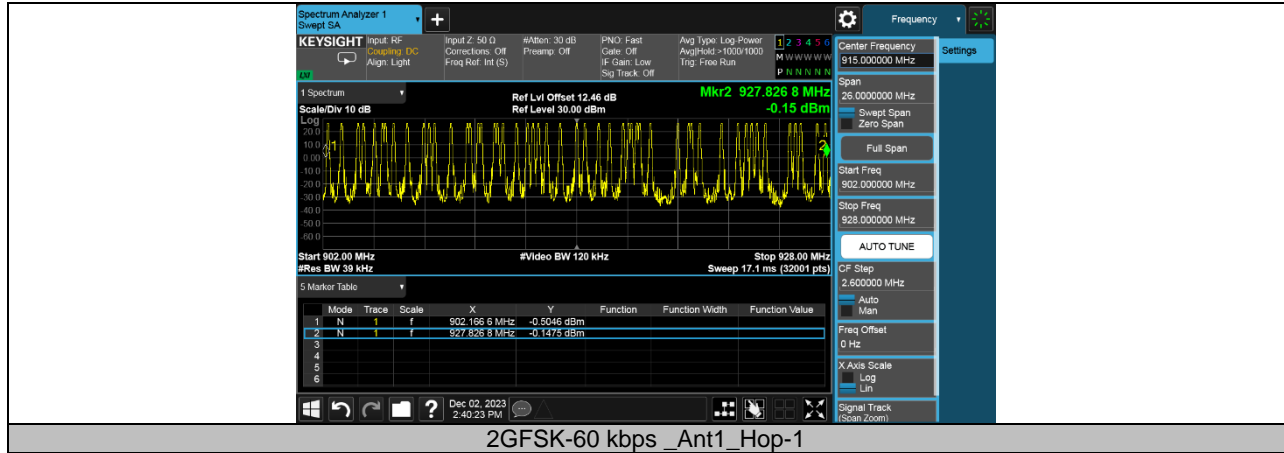 Spectrum Analyzer 1
Swept SA
+
Frequency
KEYSIGHT
Input: RF
Coupling: DC
Align: Light
Input Z: 50 Ω
Corrections: Off
Freq Ref: Int (S)
#Atten: 30 dB
Preamp: Off
PNO: Fast
Gate: Off
IF Gain: Low
Sig Track: Off
Avg Type: Log-Power
Avg|Hold:>1000/1000
Trig: Free Run
1 2 3 4 5 6
M W W W W W
P N N N N N
LXI
Settings
Center Frequency
915.000000 MHz
Span
26.0000000 MHz
Swept Span
Zero Span
Full Span
Start Freq
902.000000 MHz
Stop Freq
928.000000 MHz
AUTO TUNE
CF Step
2.600000 MHz
Auto
Man
Freq Offset
0 Hz
X Axis Scale
Log
Lin
Signal Track
(Span Zoom)
1 Spectrum
Scale/Div 10 dB
Ref Lvl Offset 12.46 dB
Ref Level 30.00 dBm
Mkr2 927.826 8 MHz
-0.15 dBm
Log
20.0
10.0
0.00
-10.0
-20.0
-30.0
-40.0
-50.0
-60.0
1
2
Start 902.00 MHz
#Video BW 120 kHz
Stop 928.00 MHz
#Res BW 39 kHz
Sweep 17.1 ms (32001 pts)
5 Marker Table
Mode Trace Scale X Y Function Function Width Function Value
1 N 1 f 902.166 6 MHz -0.5046 dBm
2 N 1 f 927.826 8 MHz -0.1475 dBm
3
4
5
6
?
Dec 02, 2023
2:40:23 PM
2GFSK-60 kbps _Ant1_Hop-1